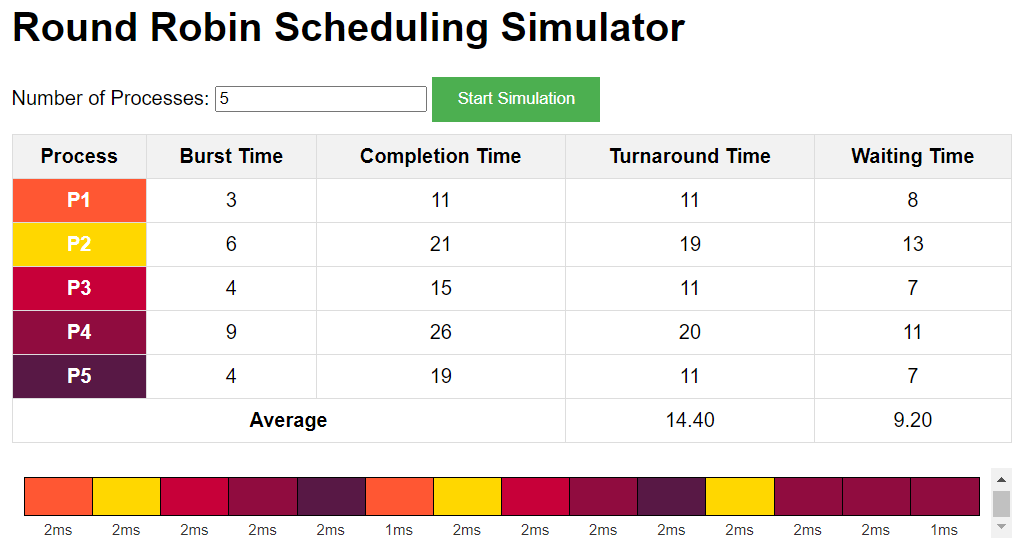 Round Robin Scheduling Simulator
Number of Processes: 5 Start Simulation
Process Burst Time Completion Time Turnaround Time Waiting Time
P1 3 11 11 8
P2 6 21 19 13
P3 4 15 11 7
P4 9 26 20 11
P5 4 19 11 7
Average 14.40 9.20
2ms 2ms 2ms 2ms 2ms 1ms 2ms 2ms 2ms 2ms 2ms 2ms 2ms 1ms